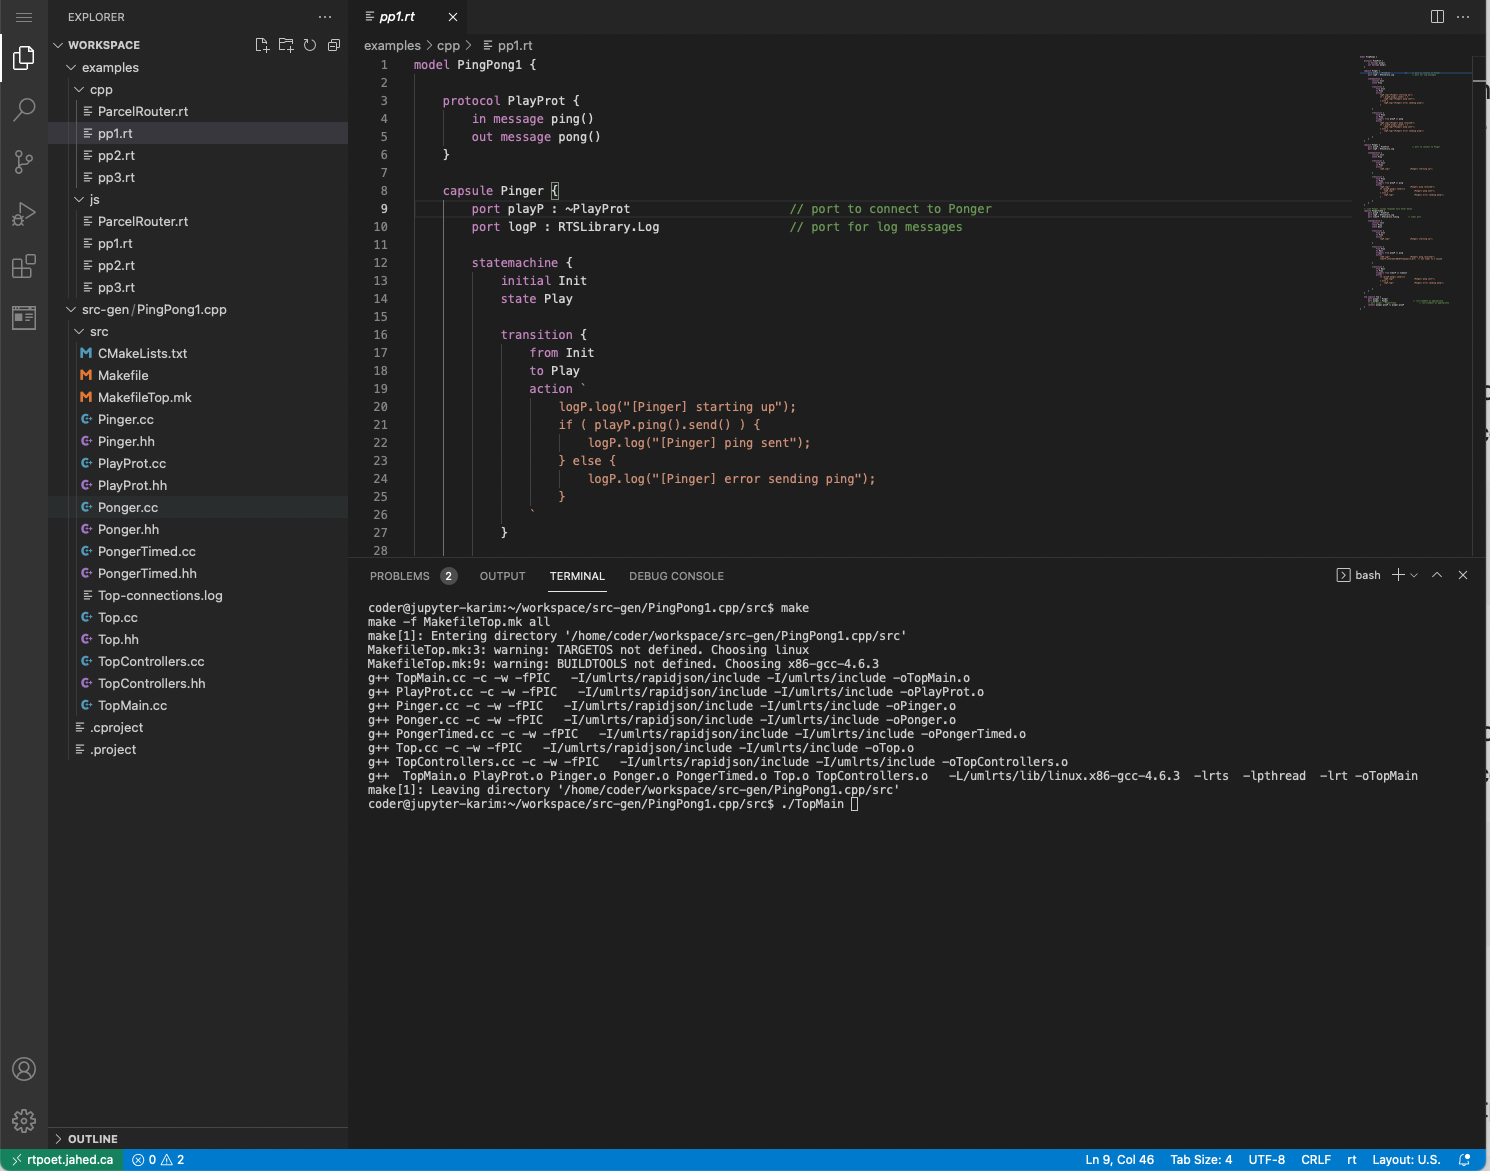 EXPLORER
WORKSPACE
examples
cpp
ParcelRouter.rt
pp1.rt
pp2.rt
pp3.rt
js
ParcelRouter.rt
pp1.rt
pp2.rt
pp3.rt
src-gen/PingPong1.cpp
src
CMakeLists.txt
Makefile
MakefileTop.mk
Pinger.cc
Pinger.hh
PlayProt.cc
PlayProt.hh
Ponger.cc
Ponger.hh
PongerTimed.cc
PongerTimed.hh
Top-connections.log
Top.cc
Top.hh
TopControllers.cc
TopControllers.hh
TopMain.cc
.cproject
.project
OUTLINE
pp1.rt
examples > cpp > pp1.rt
1 model PingPong1 {
2
3 protocol PlayProt {
4 in message ping()
5 out message pong()
6 }
7
8 capsule Pinger {
9 port playP : ~PlayProt // port to connect to Ponger
10 port logP : RTSLibrary.Log // port for log messages
11
12 statemachine {
13 initial Init
14 state Play
15
16 transition {
17 from Init
18 to Play
19 action `
20 logP.log("[Pinger] starting up");
21 if ( playP.ping().send() ) {
22 logP.log("[Pinger] ping sent");
23 } else {
24 logP.log("[Pinger] error sending ping");
25 }
26 `
27 }
28
PROBLEMS 2 OUTPUT TERMINAL DEBUG CONSOLE bash
coder@jupyter-karim:~/workspace/src-gen/PingPong1.cpp/src$ make
make -f MakefileTop.mk all
make[1]: Entering directory '/home/coder/workspace/src-gen/PingPong1.cpp/src'
MakefileTop.mk:3: warning: TARGETOS not defined. Choosing linux
MakefileTop.mk:9: warning: BUILDTOOLS not defined. Choosing x86-gcc-4.6.3
g++ TopMain.cc -c -w -fPIC -I/umlrts/rapidjson/include -I/umlrts/include -oTopMain.o
g++ PlayProt.cc -c -w -fPIC -I/umlrts/rapidjson/include -I/umlrts/include -oPlayProt.o
g++ Pinger.cc -c -w -fPIC -I/umlrts/rapidjson/include -I/umlrts/include -oPinger.o
g++ Ponger.cc -c -w -fPIC -I/umlrts/rapidjson/include -I/umlrts/include -oPonger.o
g++ PongerTimed.cc -c -w -fPIC -I/umlrts/rapidjson/include -I/umlrts/include -oPongerTimed.o
g++ Top.cc -c -w -fPIC -I/umlrts/rapidjson/include -I/umlrts/include -oTop.o
g++ TopControllers.cc -c -w -fPIC -I/umlrts/rapidjson/include -I/umlrts/include -oTopControllers.o
g++ TopMain.o PlayProt.o Pinger.o Ponger.o PongerTimed.o Top.o TopControllers.o -L/umlrts/lib/linux.x86-gcc-4.6.3 -lrts -lpthread -lrt -oTopMain
make[1]: Leaving directory '/home/coder/workspace/src-gen/PingPong1.cpp/src'
coder@jupyter-karim:~/workspace/src-gen/PingPong1.cpp/src$ ./TopMain
rtpoet.jahed.ca 0 2 Ln 9, Col 46 Tab Size: 4 UTF-8 CRLF rt Layout: U.S.